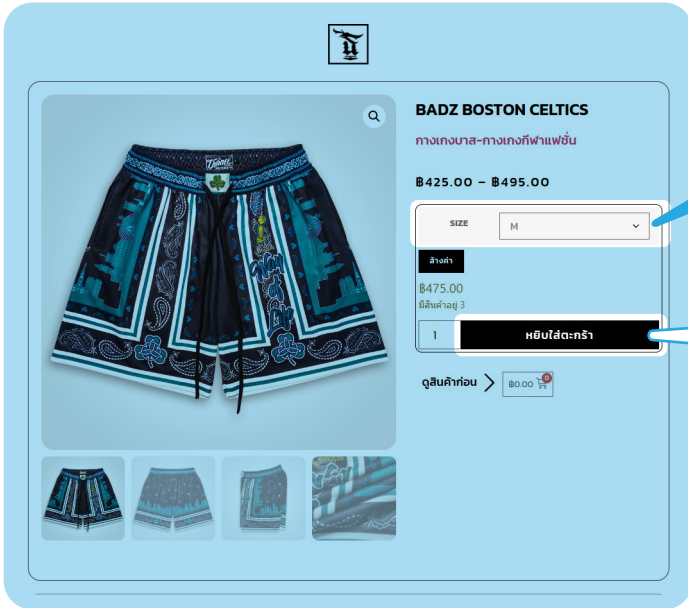 BADZ BOSTON CELTICS
กางเกงบาส-กางเกงกีฬาแฟชั่น
฿425.00 – ฿495.00
SIZE
M
ล้างค่า
฿475.00
มีสินค้าอยู่ 3
1
หยิบใส่ตะกร้า
ดูสินค้าก่อน
฿0.00
0
Way of Life